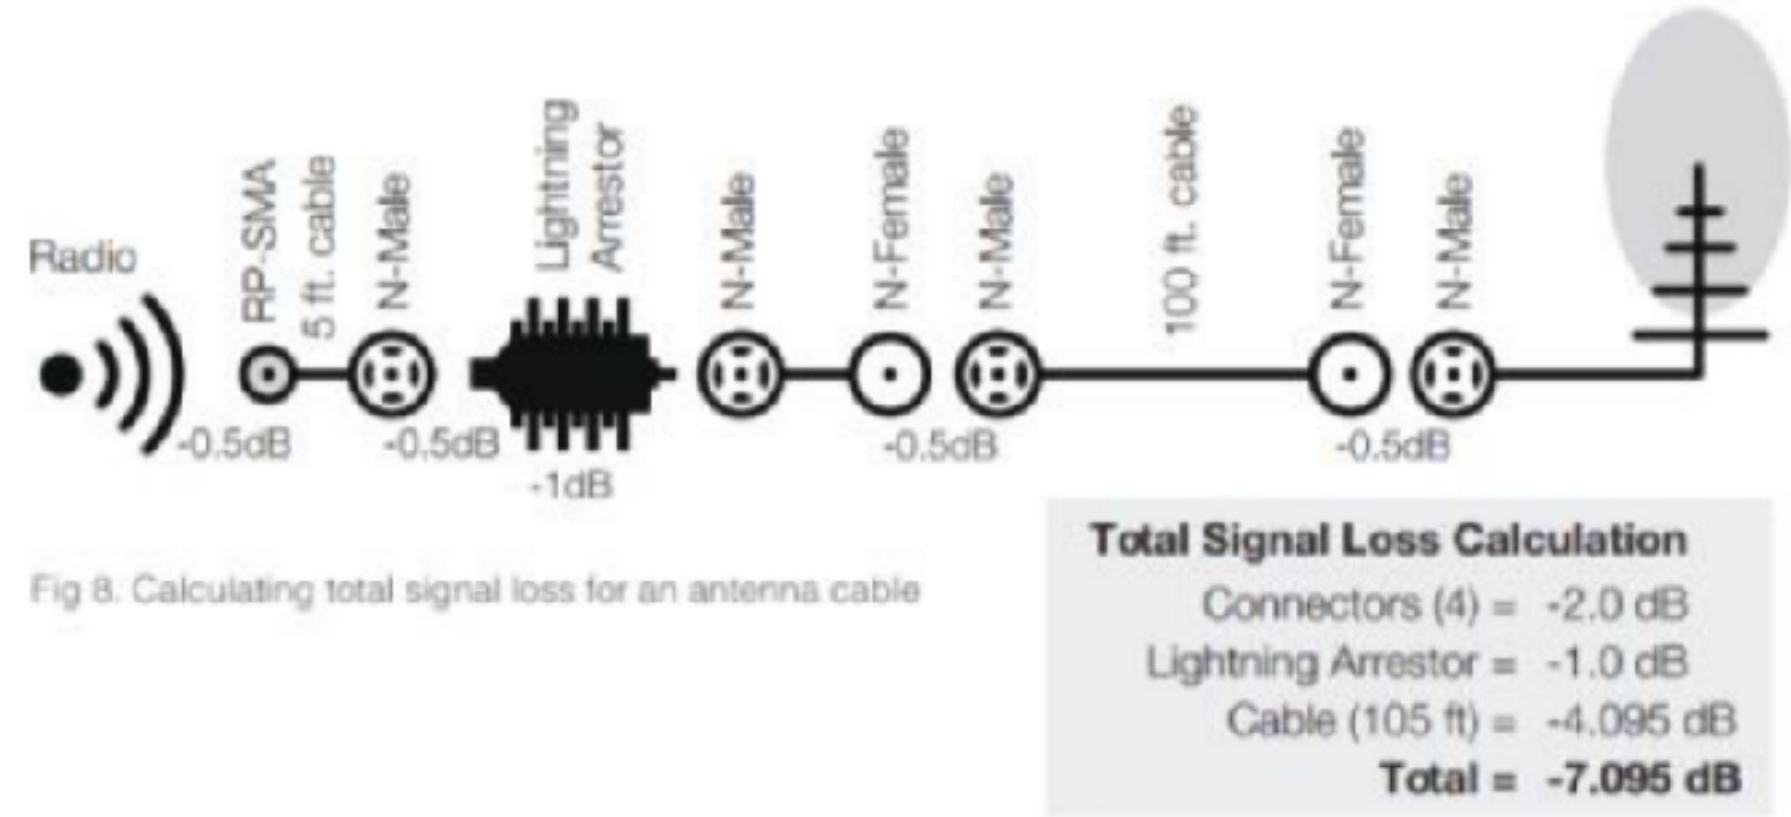 Radio
RP-SMA
5 ft. cable
N-Male
Lightning
Arrestor
N-Male
N-Female
N-Male
100 ft. cable
N-Female
N-Male
-0.5dB
-0.5dB
-1dB
-0.5dB
-0.5dB
Fig 8. Calculating total signal loss for an antenna cable
Total Signal Loss Calculation
Connectors (4) = -2.0 dB
Lightning Arrestor = -1.0 dB
Cable (105 ft) = -4.095 dB
Total = -7.095 dB